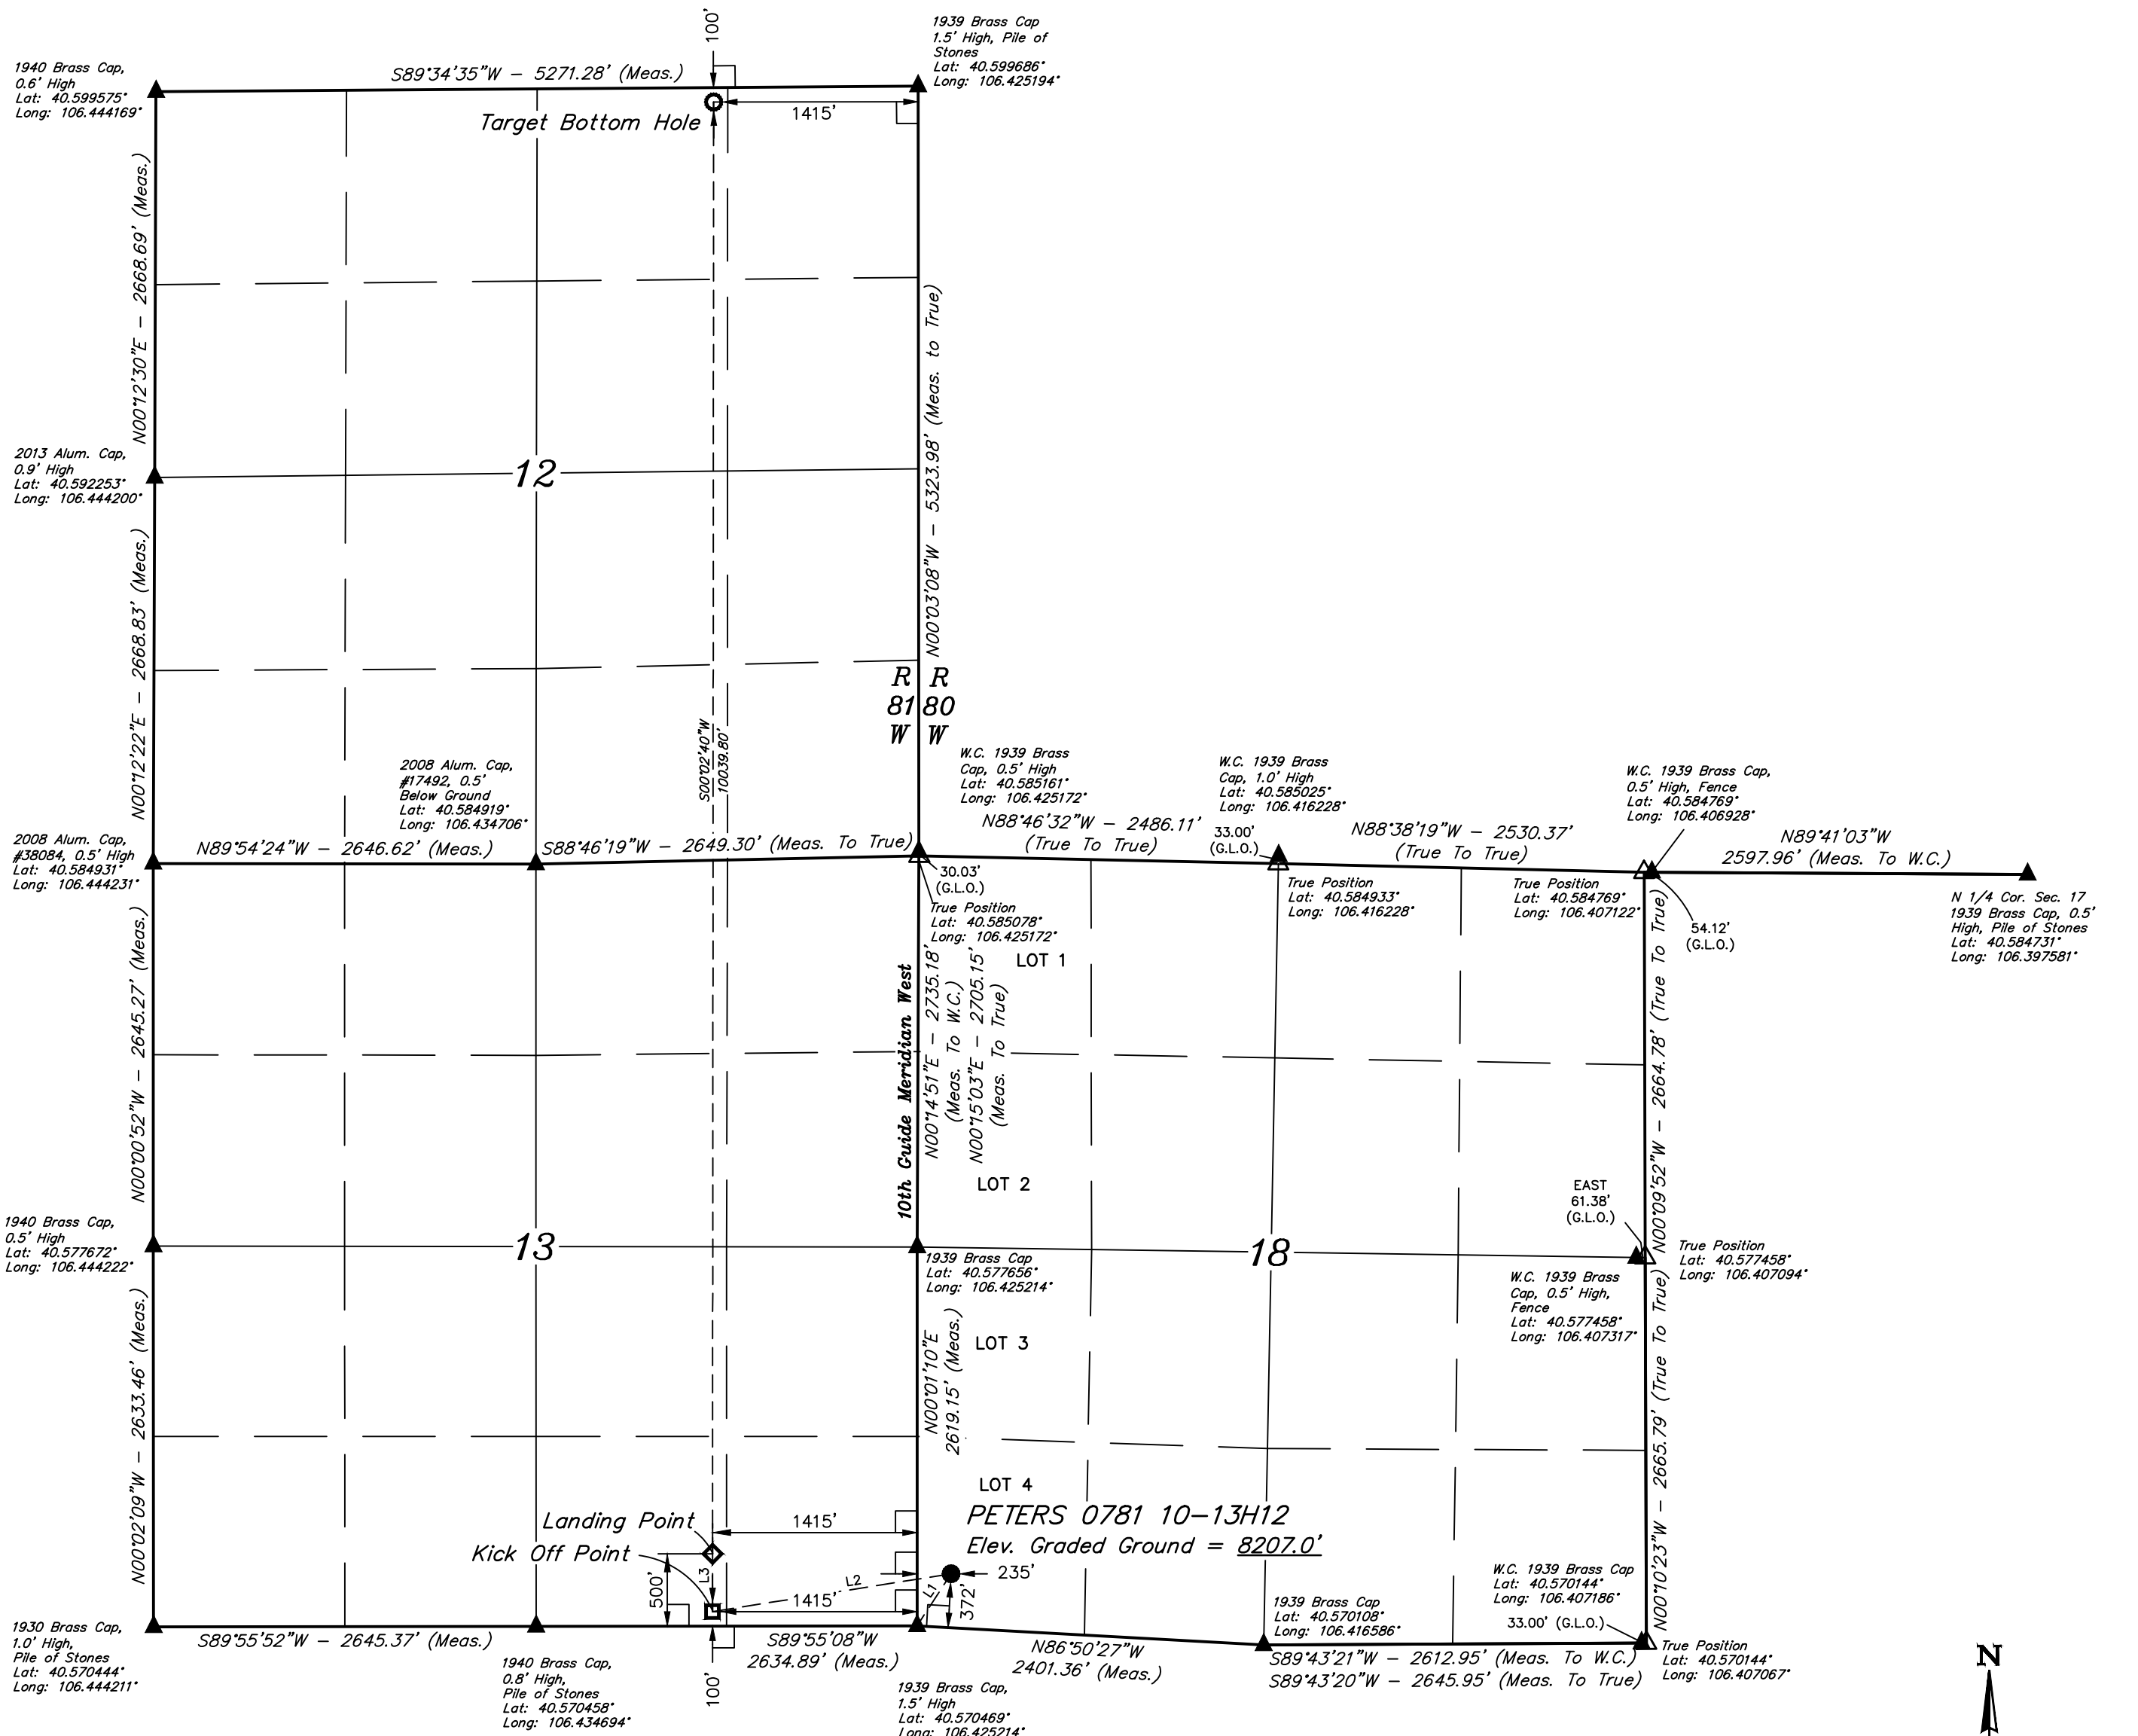 100'
1939 Brass Cap
1.5' High, Pile of
Stones
Lat: 40.599686°
Long: 106.425194°
1940 Brass Cap,
0.6' High
Lat: 40.599575°
Long: 106.444169°
S89°34'35"W - 5271.28' (Meas.)
1415'
Target Bottom Hole
N00°12'30"E - 2668.69' (Meas.)
N00°03'08"W - 5323.98' (Meas. to True)
2013 Alum. Cap,
0.9' High
Lat: 40.592253°
Long: 106.444200°
12
N00°12'22"E - 2668.83' (Meas.)
R
81
W
R
80
W
S00°02'40"W
10039.80'
2008 Alum. Cap,
#17492, 0.5'
Below Ground
Lat: 40.584919°
Long: 106.434706°
W.C. 1939 Brass
Cap, 0.5' High
Lat: 40.585161°
Long: 106.425172°
W.C. 1939 Brass
Cap, 1.0' High
Lat: 40.585025°
Long: 106.416228°
W.C. 1939 Brass Cap,
0.5' High, Fence
Lat: 40.584769°
Long: 106.406928°
2008 Alum. Cap,
#38084, 0.5' High
Lat: 40.584931°
Long: 106.444231°
N89°54'24"W - 2646.62' (Meas.)
S88°46'19"W - 2649.30' (Meas. To True)
N88°46'32"W - 2486.11'
(True To True)
33.00'
(G.L.O.)
N88°38'19"W - 2530.37'
(True To True)
N89°41'03"W
2597.96' (Meas. To W.C.)
30.03'
(G.L.O.)
True Position
Lat: 40.585078°
Long: 106.425172°
True Position
Lat: 40.584933°
Long: 106.416228°
True Position
Lat: 40.584769°
Long: 106.407122°
54.12'
(G.L.O.)
N 1/4 Cor. Sec. 17
1939 Brass Cap, 0.5'
High, Pile of Stones
Lat: 40.584731°
Long: 106.397581°
N00°00'52"W - 2645.27' (Meas.)
10th Guide Meridian West
N00°14'51"E - 2735.18'
(Meas. To W.C.)
N00°15'03"E - 2705.15'
(Meas. To True)
LOT 1
N00°09'52"W - 2664.78' (True To True)
LOT 2
EAST
61.38'
(G.L.O.)
1940 Brass Cap,
0.5' High
Lat: 40.577672°
Long: 106.444222°
13
18
1939 Brass Cap
Lat: 40.577656°
Long: 106.425214°
True Position
Lat: 40.577458°
Long: 106.407094°
W.C. 1939 Brass
Cap, 0.5' High,
Fence
Lat: 40.577458°
Long: 106.407317°
N00°02'09"W - 2633.46' (Meas.)
N00°01'10"E
2619.15' (Meas.)
LOT 3
N00°10'23"W - 2665.79' (True To True)
LOT 4
PETERS 0781 10-13H12
Elev. Graded Ground = 8207.0'
Landing Point
1415'
Kick Off Point
500'
L3
L2
L1
235'
372'
1415'
W.C. 1939 Brass Cap
Lat: 40.570144°
Long: 106.407186°
33.00' (G.L.O.)
1939 Brass Cap
Lat: 40.570108°
Long: 106.416586°
1930 Brass Cap,
1.0' High,
Pile of Stones
Lat: 40.570444°
Long: 106.444211°
S89°55'52"W - 2645.37' (Meas.)
1940 Brass Cap,
0.8' High,
Pile of Stones
Lat: 40.570458°
Long: 106.434694°
100'
S89°55'08"W
2634.89' (Meas.)
N86°50'27"W
2401.36' (Meas.)
S89°43'21"W - 2612.95' (Meas. To W.C.)
S89°43'20"W - 2645.95' (Meas. To True)
True Position
Lat: 40.570144°
Long: 106.407067°
1939 Brass Cap,
1.5' High
Lat: 40.570469°
Long: 106.425214°
N